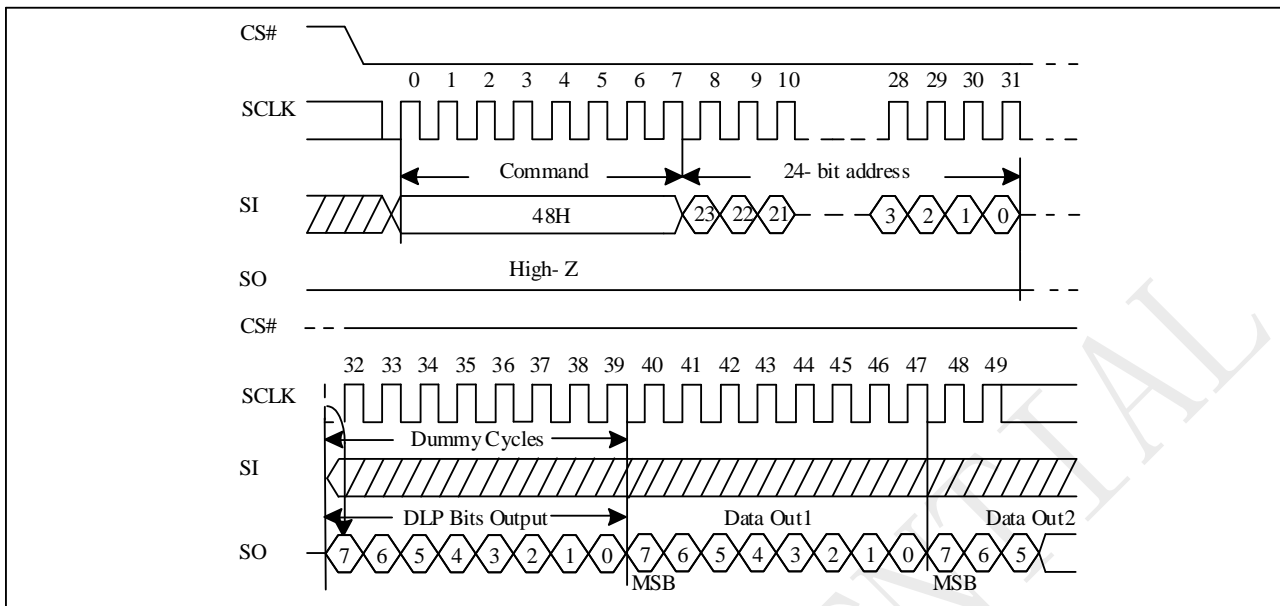 CS#
0 1 2 3 4 5 6 7 8 9 10 28 29 30 31
SCLK
Command 24- bit address
SI
48H 23 22 21 3 2 1 0
SO High- Z
CS#
32 33 34 35 36 37 38 39 40 41 42 43 44 45 46 47 48 49
SCLK
Dummy Cycles
SI
DLP Bits Output Data Out1 Data Out2
SO 7 6 5 4 3 2 1 0 7 6 5 4 3 2 1 0 7 6 5
MSB MSB
NTIAL